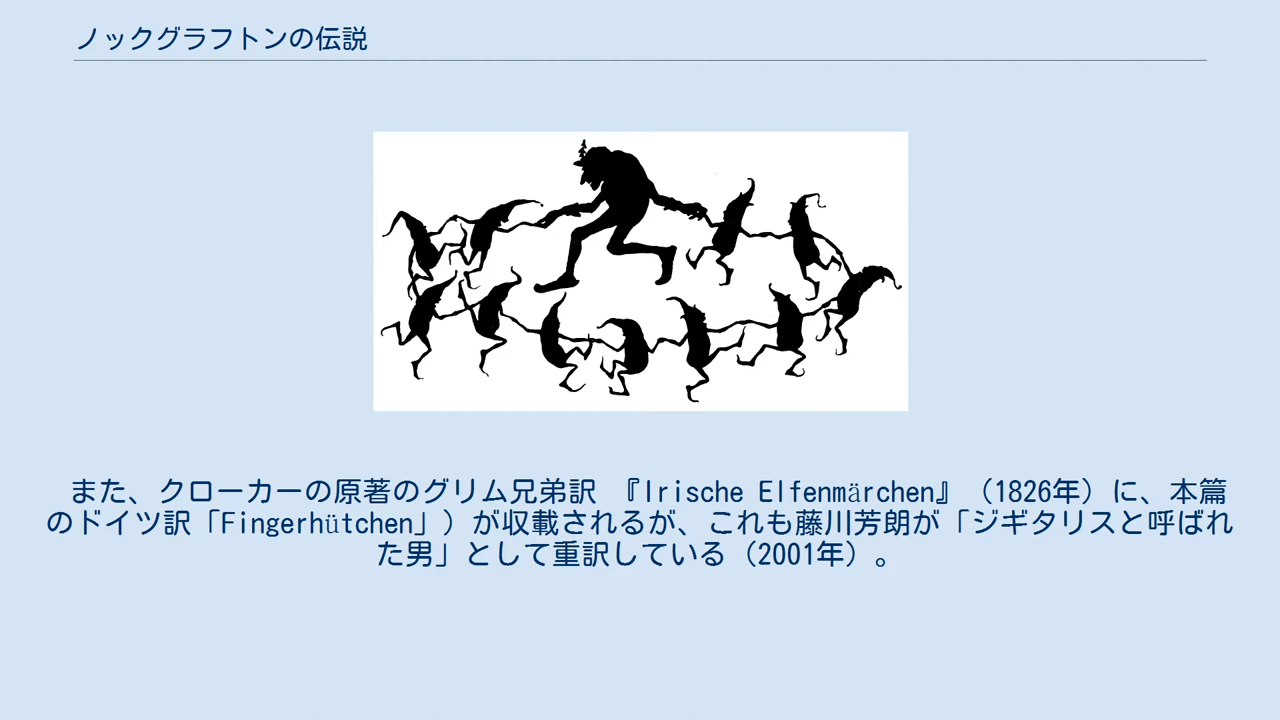 ノックグラフトンの伝説
また、クローカーの原著のグリム兄弟訳 『Irische Elfenmärchen』（1826年）に、本篇
のドイツ訳「Fingerhütchen」）が収載されるが、これも藤川芳朗が「ジギタリスと呼ばれ
た男」として重訳している（2001年）。